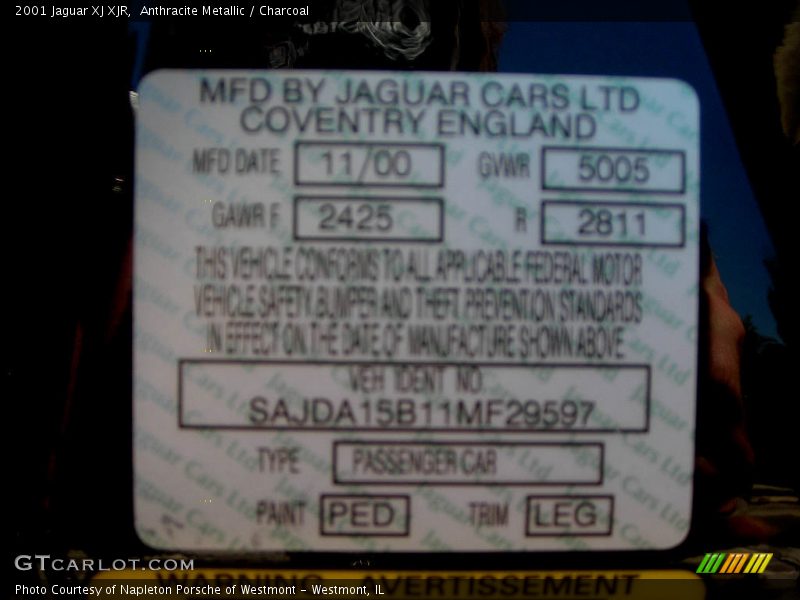 2001 Jaguar XJ XJR,  Anthracite Metallic / Charcoal
MFD BY JAGUAR CARS LTD
COVENTRY ENGLAND
MFD DATE 11/00 GVWR 5005
GAWR F 2425 R 2811
THIS VEHICLE CONFORMS TO ALL APPLICABLE FEDERAL MOTOR
VEHICLE SAFETY, BUMPER AND THEFT PREVENTION STANDARDS
IN EFFECT ON THE DATE OF MANUFACTURE SHOWN ABOVE
VEH IDENT NO.
SAJDA15B11MF29597
TYPE PASSENGER CAR
PAINT PED TRIM LEG
GTCARLOT.COM
WARNING AVERTISSEMENT
Photo Courtesy of Napleton Porsche of Westmont - Westmont, IL